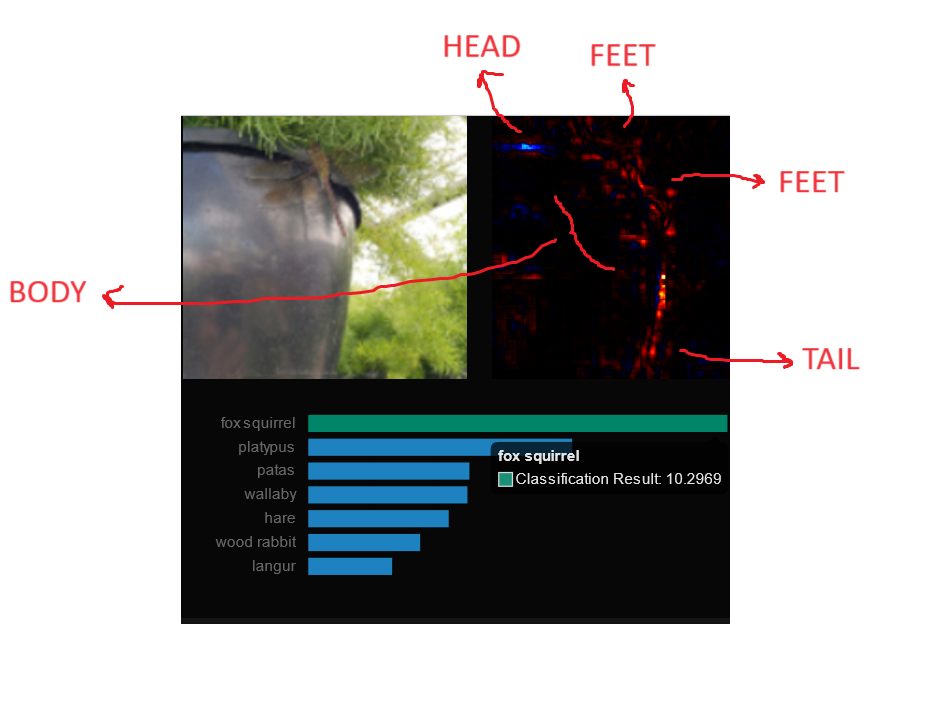 HEAD
FEET
FEET
BODY
TAIL
fox squirrel
platypus
fox squirrel
patas
Classification Result: 10.2969
wallaby
hare
wood rabbit
langur